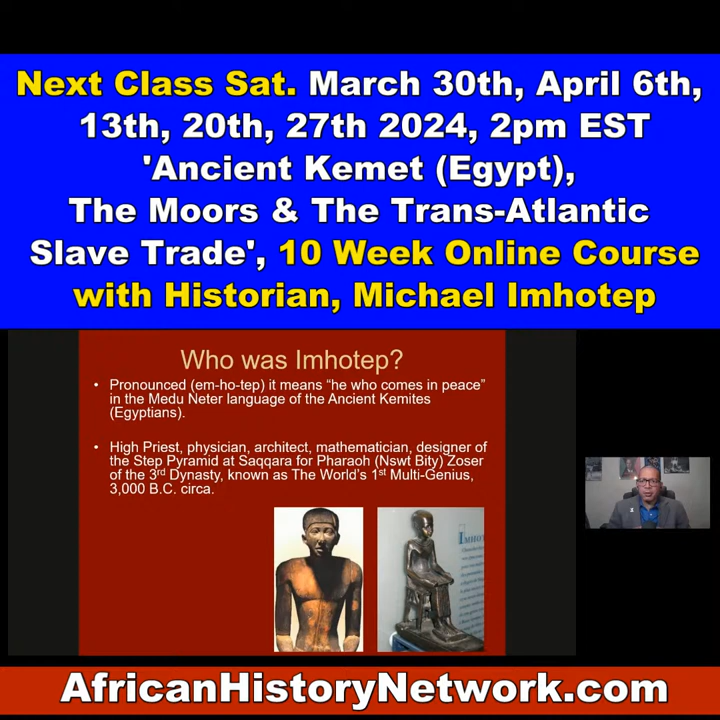 Next Class Sat. March 30th, April 6th,
13th, 20th, 27th 2024, 2pm EST
'Ancient Kemet (Egypt),
The Moors & The Trans-Atlantic
Slave Trade', 10 Week Online Course
with Historian, Michael Imhotep
Who was Imhotep?
• Pronounced (em-ho-tep) it means “he who comes in peace”
in the Medu Neter language of the Ancient Kemites
(Egyptians).
• High Priest, physician, architect, mathematician, designer of
the Step Pyramid at Saqqara for Pharaoh (Nswt Bity) Zoser
of the 3rd Dynasty, known as The World’s 1st Multi-Genius,
3,000 B.C. circa.
AfricanHistoryNetwork.com